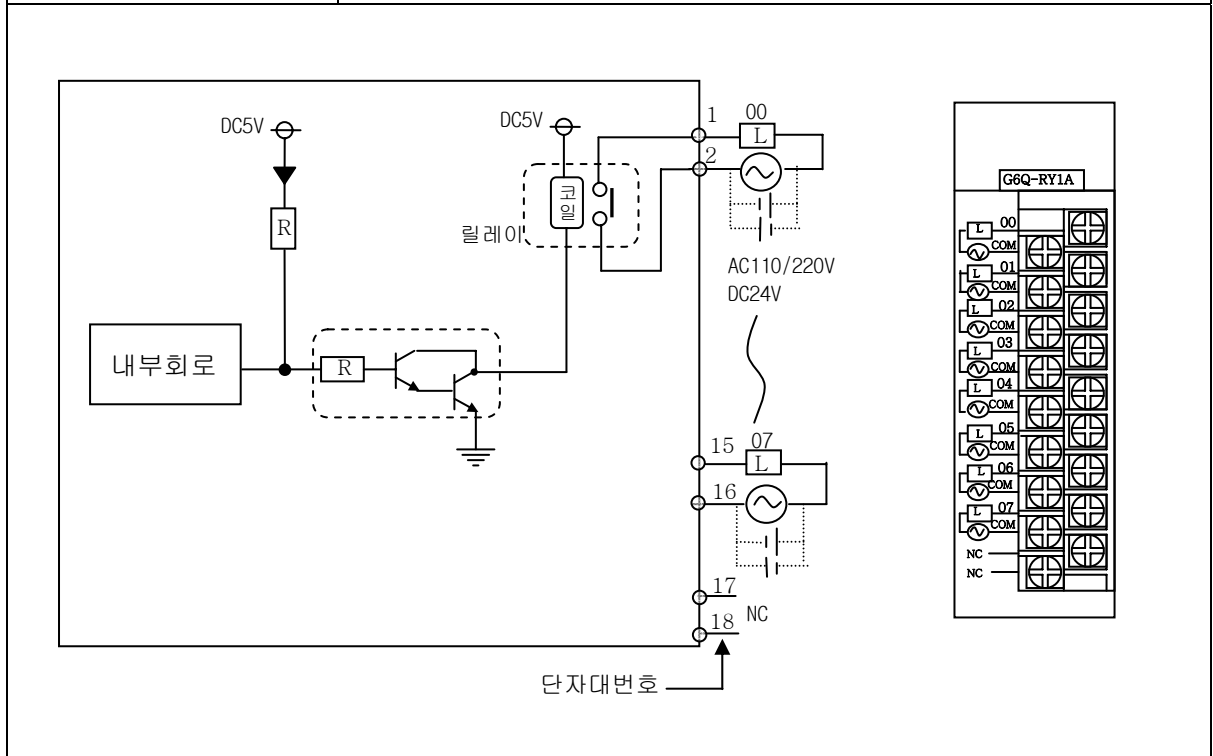 DC5V
R
내부회로
R
DC5V
코일
릴레이
1
00
L
2
AC110/220V
DC24V
15
07
L
16
17
NC
18
단자대번호
G6Q-RY1A
L
00
COM
L
01
COM
L
02
COM
L
03
COM
L
04
COM
L
05
COM
L
06
COM
L
07
COM
NC
NC